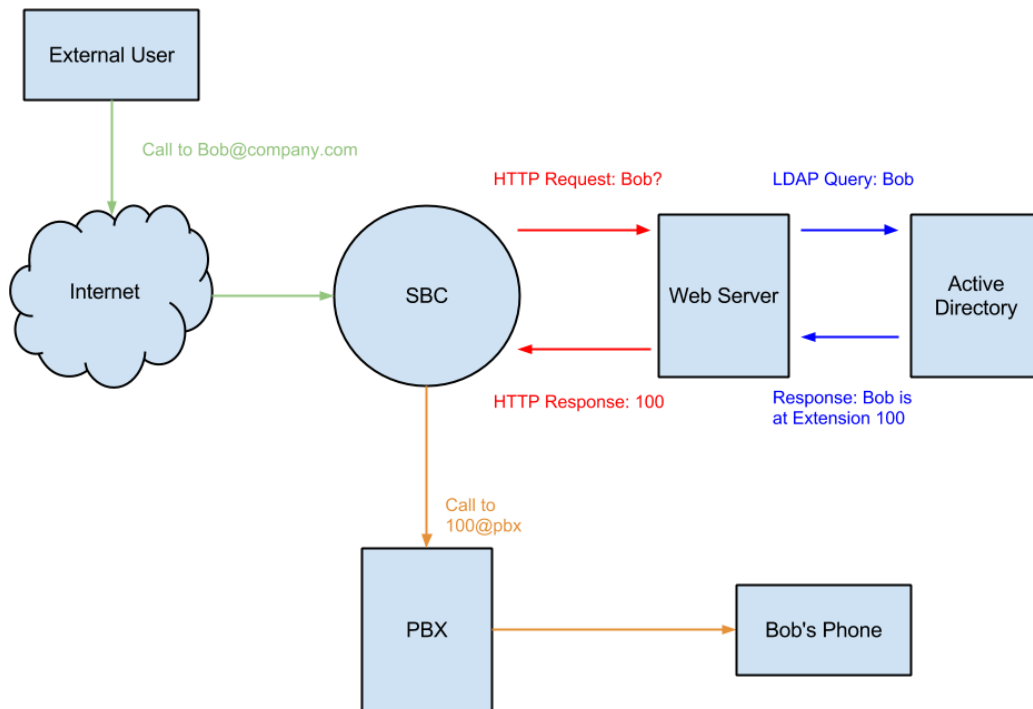 External User
Call to Bob@company.com
HTTP Request: Bob?
LDAP Query: Bob
Internet
SBC
Web Server
Active
Directory
HTTP Response: 100
Response: Bob is
at Extension 100
Call to
100@pbx
PBX
Bob's Phone